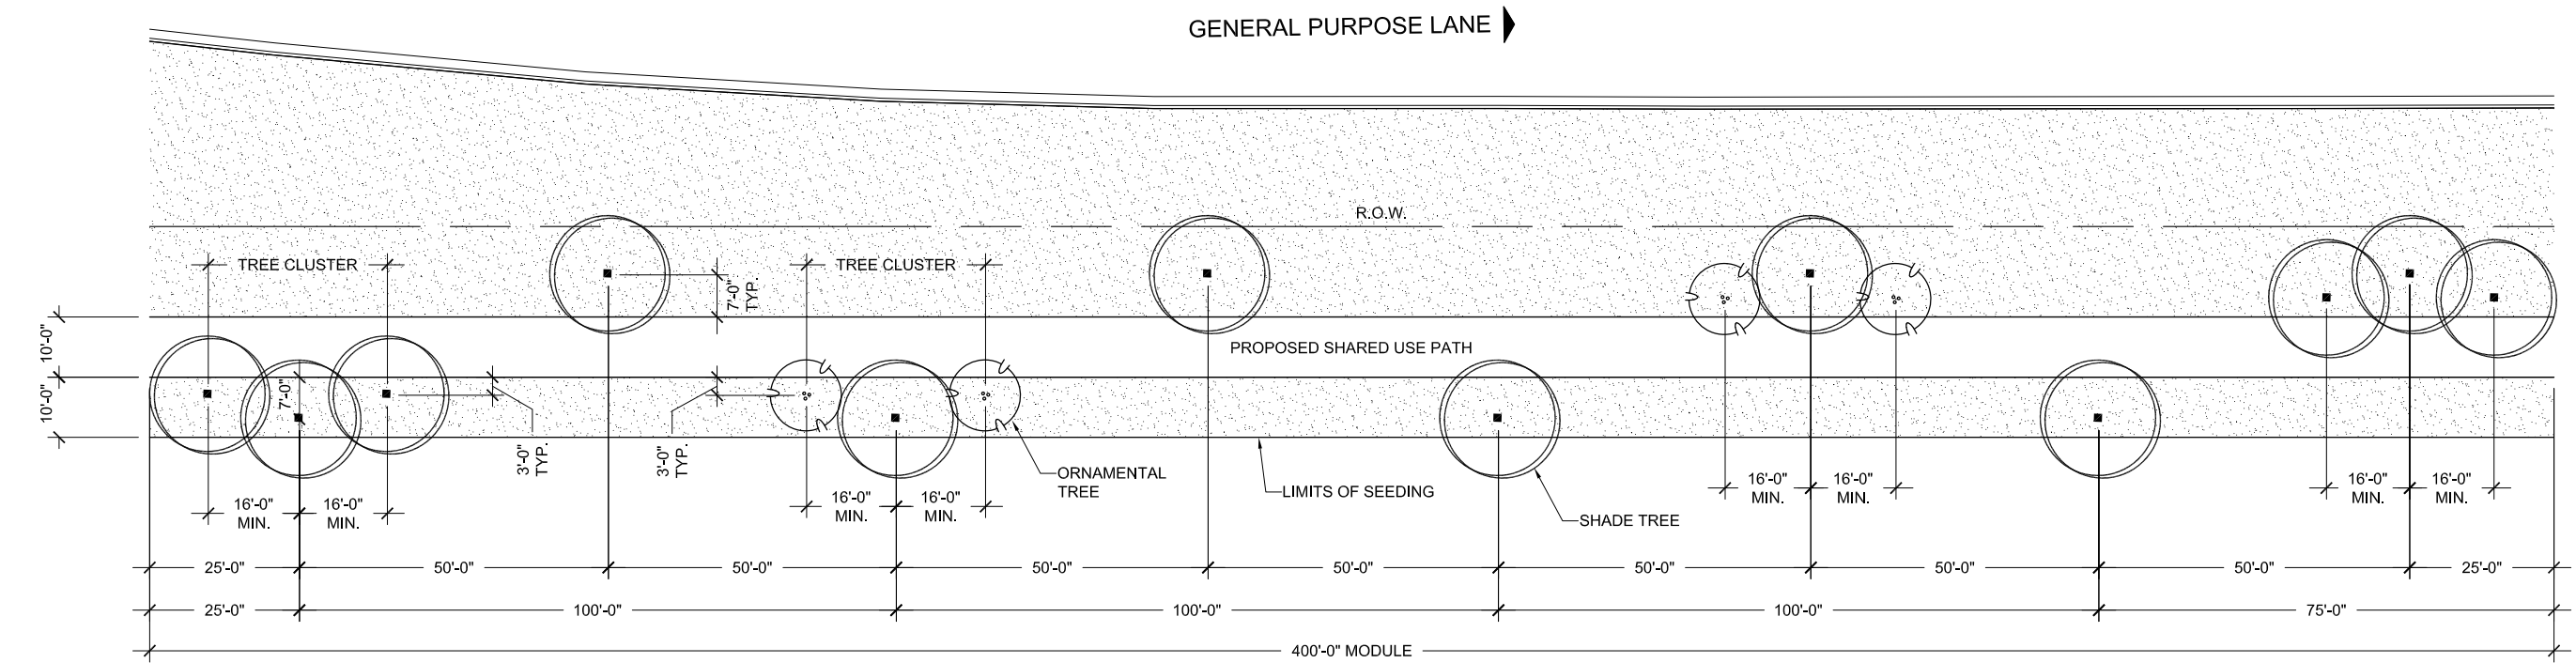 GENERAL PURPOSE LANE
R.O.W.
TREE CLUSTER
TREE CLUSTER
7'-0"
TYP.
10'-0"
PROPOSED SHARED USE PATH
10'-0"
7'-0"
3'-0"
TYP.
3'-0"
TYP.
ORNAMENTAL
TREE
LIMITS OF SEEDING
SHADE TREE
16'-0"
MIN.
16'-0"
MIN.
16'-0"
MIN.
16'-0"
MIN.
16'-0"
MIN.
16'-0"
MIN.
16'-0"
MIN.
16'-0"
MIN.
25'-0" 50'-0" 50'-0" 50'-0" 50'-0" 50'-0" 50'-0" 50'-0" 25'-0"
25'-0" 100'-0" 100'-0" 100'-0" 75'-0"
400'-0" MODULE